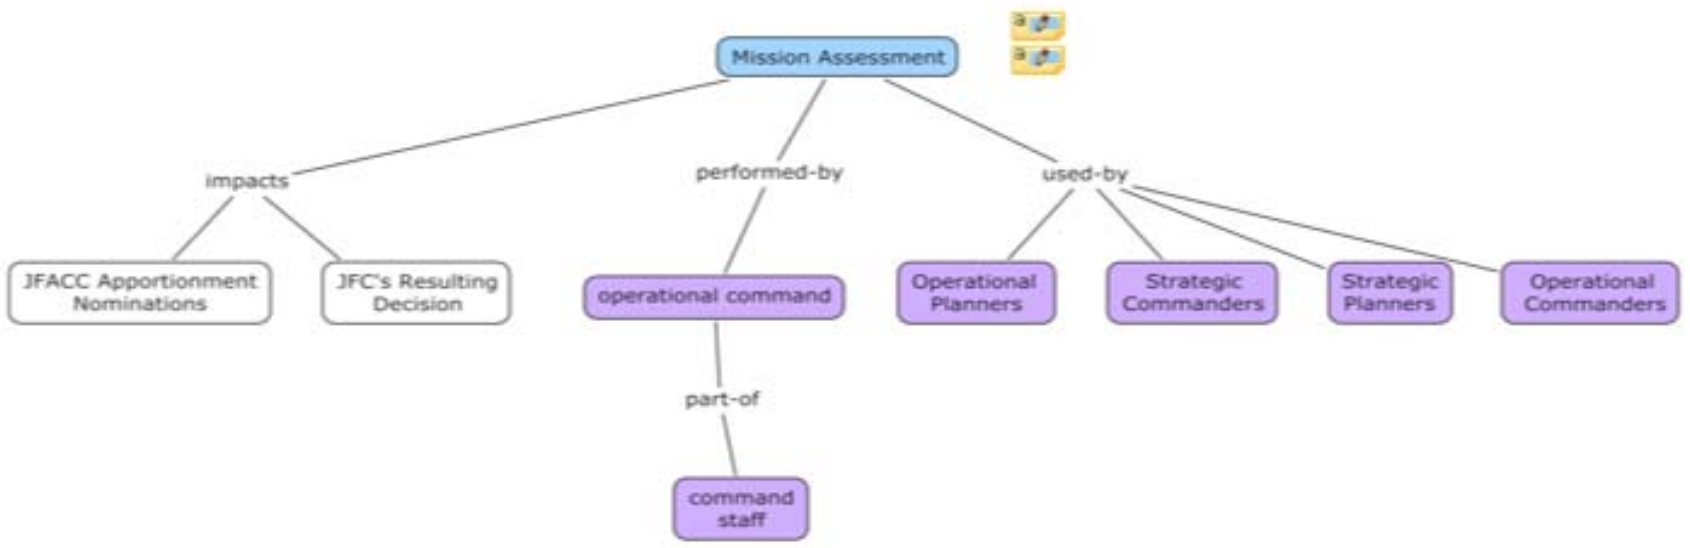 Mission Assessment
a
a
impacts
performed-by
used-by
JFACC Apportionment
Nominations
JFC's Resulting
Decision
operational command
Operational
Planners
Strategic
Commanders
Strategic
Planners
Operational
Commanders
part-of
command
staff